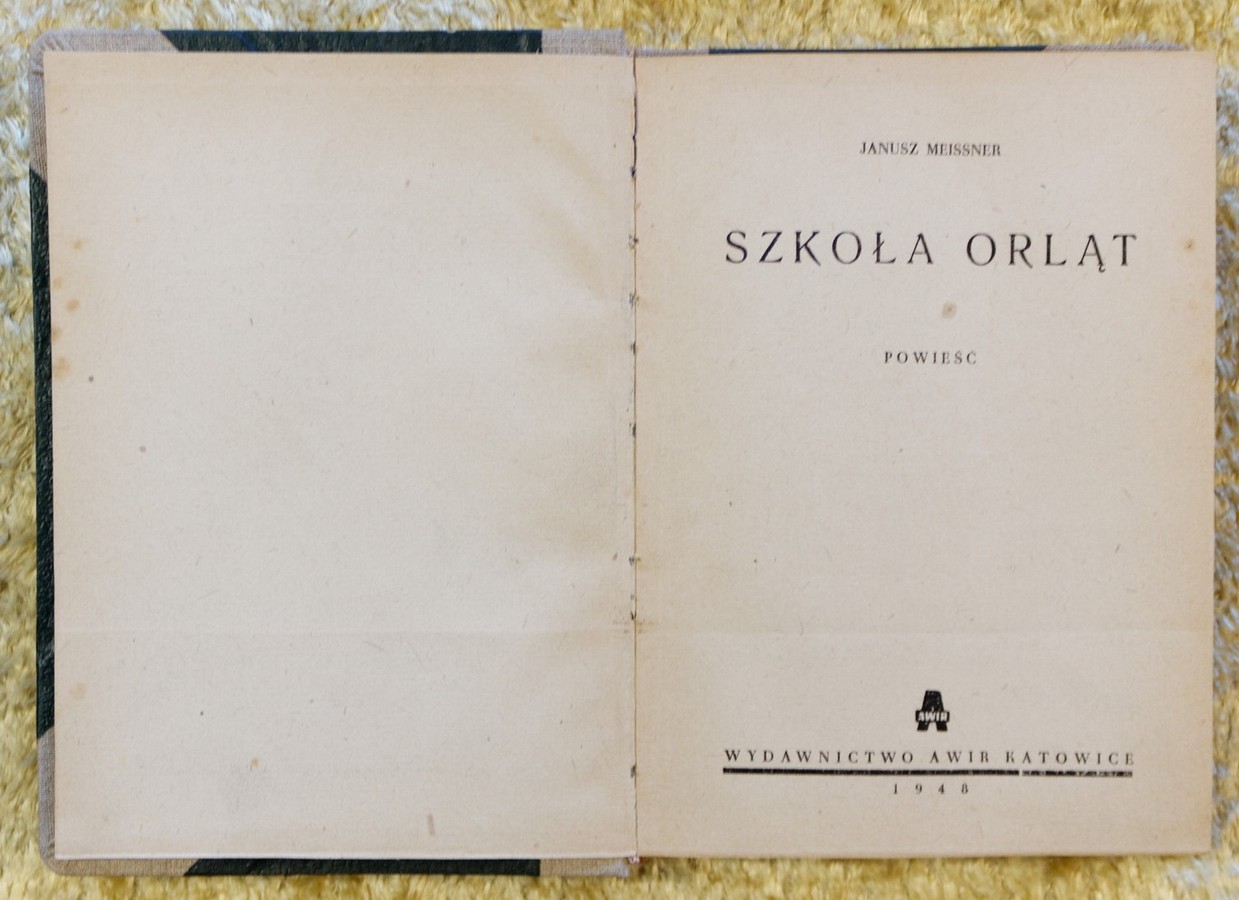 JANUSZ MEISSNER
SZKOŁA ORLĄT
POWIEŚĆ
AWIR
WYDAWNICTWO AWIR KATOWICE
1948